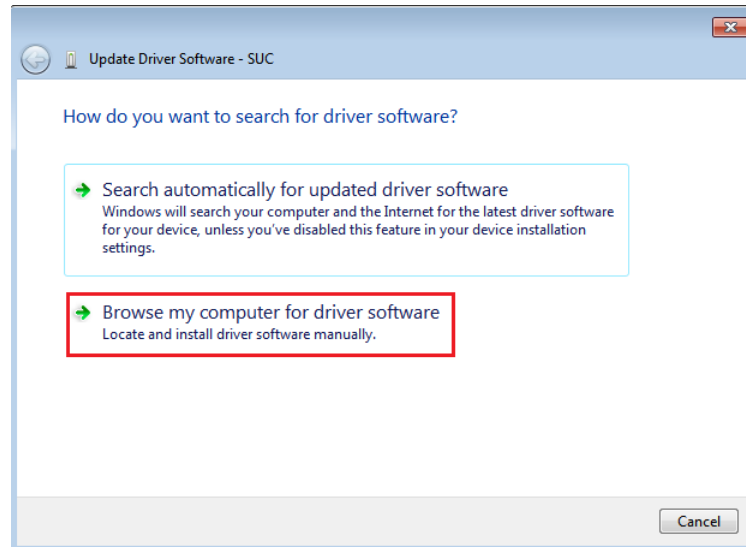 Update Driver Software - SUC
How do you want to search for driver software?
Search automatically for updated driver software
Windows will search your computer and the Internet for the latest driver software
for your device, unless you've disabled this feature in your device installation
settings.
Browse my computer for driver software
Locate and install driver software manually.
Cancel